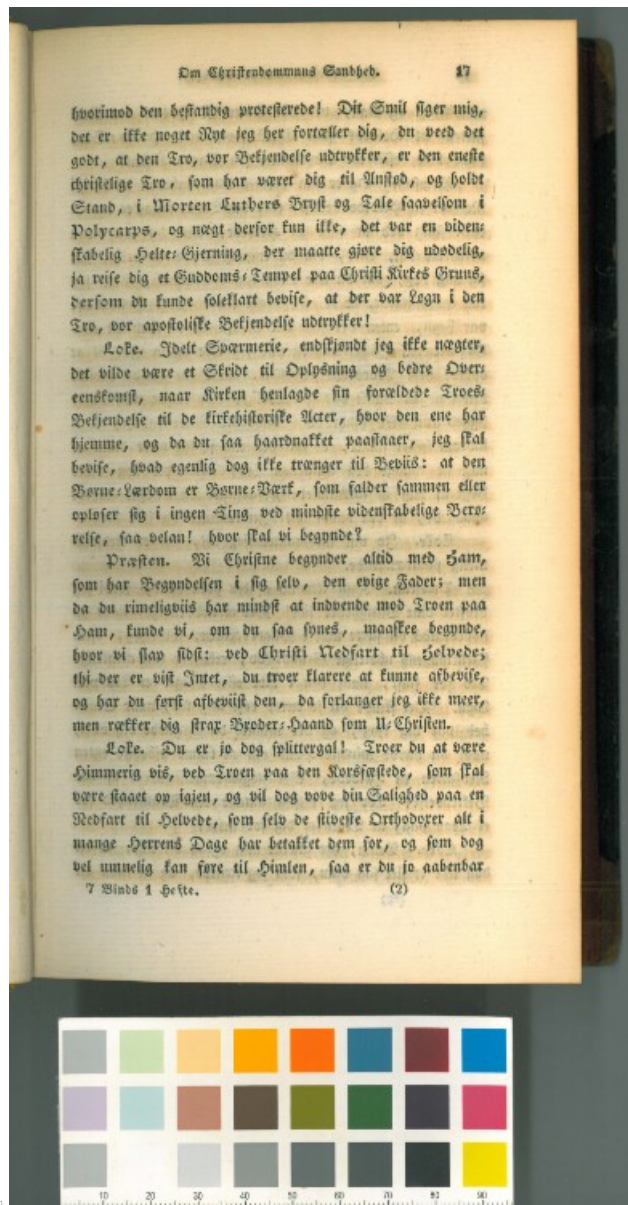 Om Christendommens Sandhed. 17
hvorimod den bestandig protesterede! Dit Smil siger mig,
det er ikke noget Nyt jeg her fortæller dig, du veed det
godt, at den Tro, vor Bekjendelse udtrykker, er den eneste
christelige Tro, som har været dig til Anstød, og holdt
Stand, i Morten Luthers Bryst og Tale saavelsom i
Polycarps, og nægt derfor kun ikke, det var en viden-
skabelig Helte-Gjerning, der maatte gjøre dig udødelig,
ja reise dig et Guddoms-Tempel paa Christi Kirkes Gruus,
dersom du kunde soleklart bevise, at der var Løgn i den
Tro, vor apostoliske Bekjendelse udtrykker!
Loke. Idelt Sværmerie, endskjøndt jeg ikke nægter,
det vilde være et Skridt til Oplysning og bedre Over-
eenskomst, naar Kirken henlagde sin forældede Troes-
Bekjendelse til de kirkehistoriske Acter, hvor den ene har
hjemme, og da du saa haardnakket paastaaer, jeg skal
bevise, hvad egenlig dog ikke trænger til Beviis: at den
Børne-Lærdom er Børne-Værk, som falder sammen eller
opløser sig i ingen Ting ved mindste videnskabelige Berø-
relse, saa velan! hvor skal vi begynde?
Præsten. Vi Christne begynder altid med Ham,
som har Begyndelsen i sig selv, den evige Fader; men
da du rimeligviis har mindst at indvende mod Troen paa
Ham, kunde vi, om du saa synes, maaskee begynde,
hvor vi slap sidst: ved Christi Nedfart til Helvede;
thi der er vist Intet, du troer klarere at kunne afbevise,
og har du først afbeviist den, da forlanger jeg ikke meer,
men rækker dig strax Broder-Haand som U-Christen.
Loke. Du er jo dog splittergal! Troer du at være
Himmerig vis, ved Troen paa den Korsfæstede, som skal
være staaet op igjen, og vil dog vove din Salighed paa en
Nedfart til Helvede, som selv de stiveste Orthodoxer alt i
mange Herrens Dage har betakket dem for, og som dog
vel umuelig kan føre til Himlen, saa er du jo aabenbar
7 Binds 1 Hefte. (2)
10 20 30 40 50 60 70 80 90